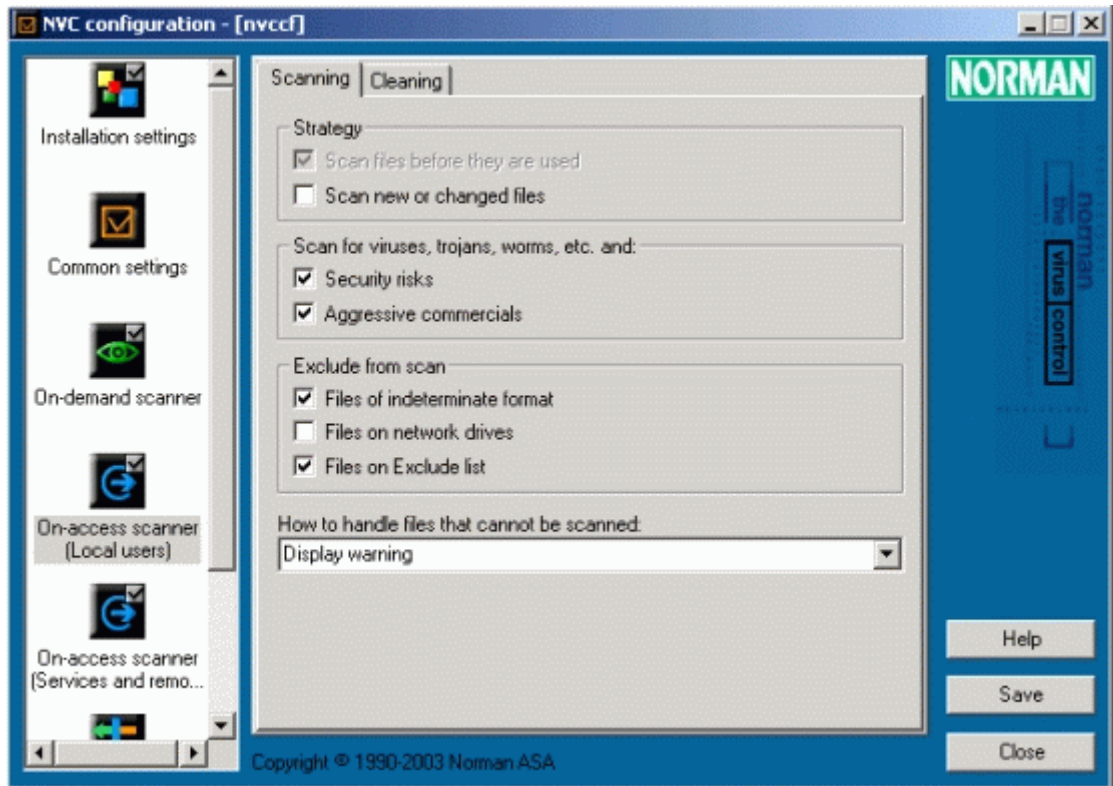 NVC configuration - [nvccf]
Installation settings
Common settings
On-demand scanner
On-access scanner
(Local users)
On-access scanner
(Services and remo...
Scanning
Cleaning
Strategy
Scan files before they are used
Scan new or changed files
Scan for viruses, trojans, worms, etc. and:
Security risks
Aggressive commercials
Exclude from scan
Files of indeterminate format
Files on network drives
Files on Exclude list
How to handle files that cannot be scanned:
Display warning
NORMAN
norman
the virus control
Help
Save
Close
Copyright © 1990-2003 Norman ASA